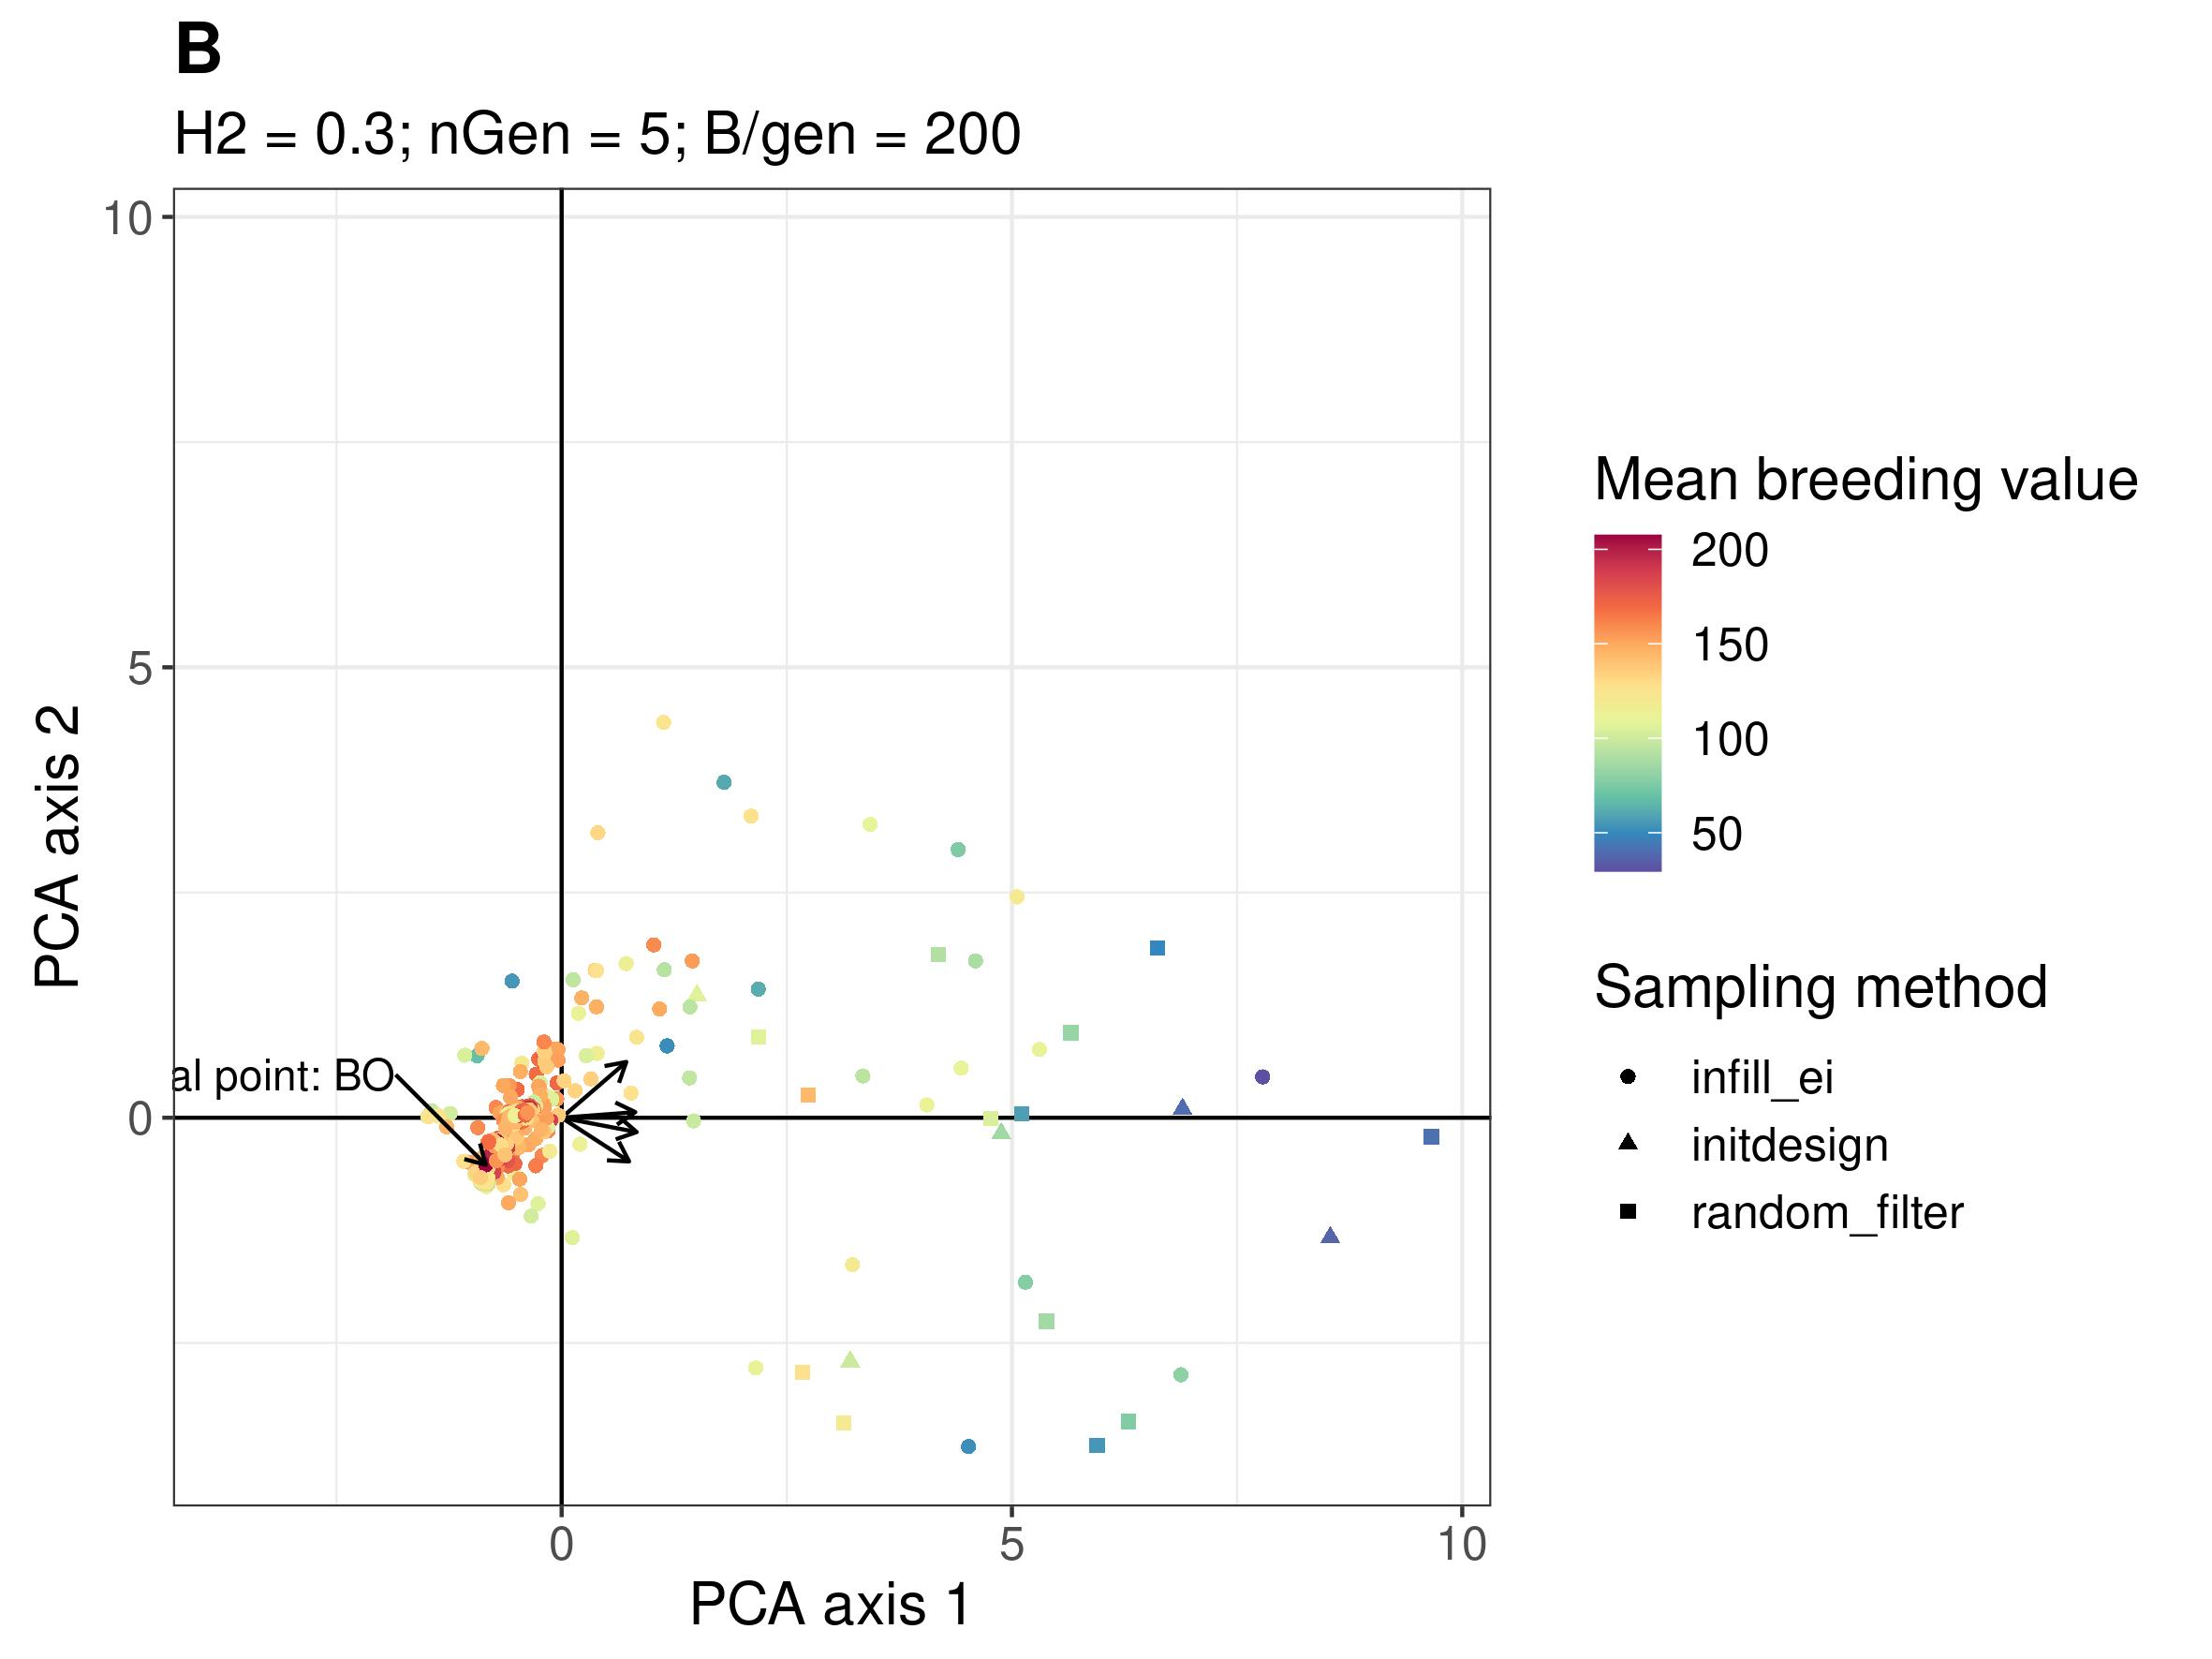 B
H2 = 0.3; nGen = 5; B/gen = 200
10
5
0
PCA axis 2
al point: BO
0
5
10
PCA axis 1
Mean breeding value
200
150
100
50
Sampling method
infill_ei
initdesign
random_filter